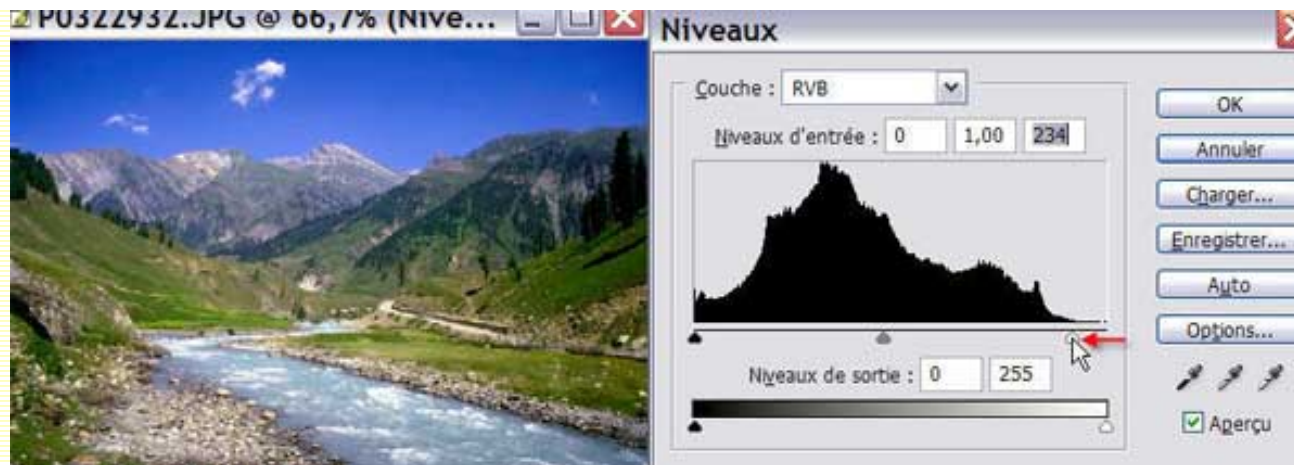 P0322932.JPG @ 66,7% (Nive...
Niveaux
Couche : RVB
Niveaux d'entrée : 0 1,00 234
OK
Annuler
Charger...
Enregistrer...
Auto
Options...
Niveaux de sortie : 0 255
Aperçu